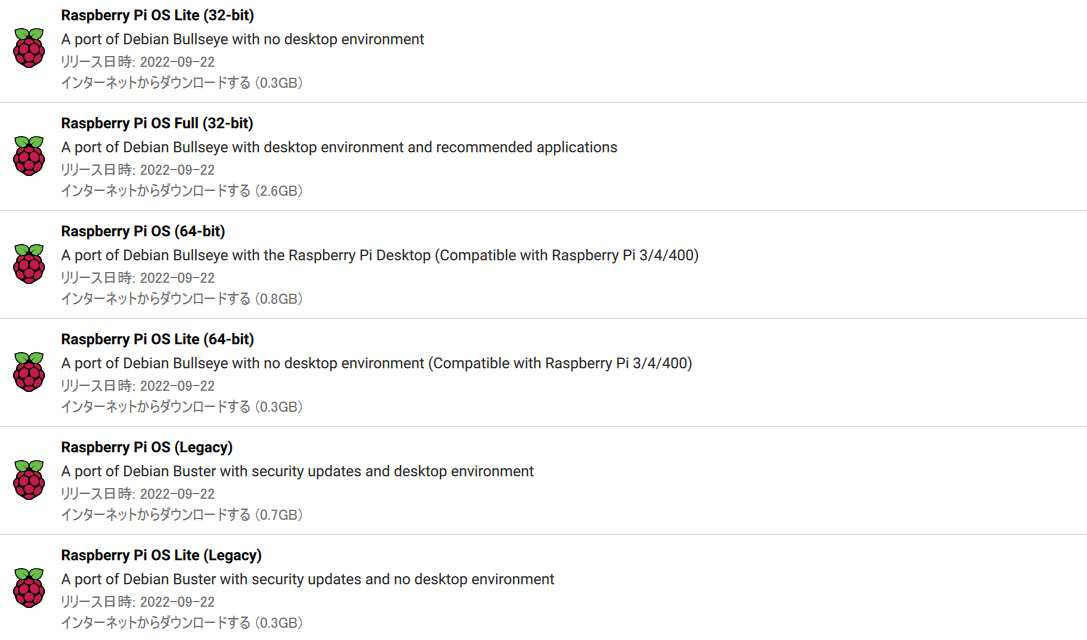 Raspberry Pi OS Lite (32-bit)
A port of Debian Bullseye with no desktop environment
リリース日時: 2022-09-22
インターネットからダウンロードする (0.3GB)
Raspberry Pi OS Full (32-bit)
A port of Debian Bullseye with desktop environment and recommended applications
リリース日時: 2022-09-22
インターネットからダウンロードする (2.6GB)
Raspberry Pi OS (64-bit)
A port of Debian Bullseye with the Raspberry Pi Desktop (Compatible with Raspberry Pi 3/4/400)
リリース日時: 2022-09-22
インターネットからダウンロードする (0.8GB)
Raspberry Pi OS Lite (64-bit)
A port of Debian Bullseye with no desktop environment (Compatible with Raspberry Pi 3/4/400)
リリース日時: 2022-09-22
インターネットからダウンロードする (0.3GB)
Raspberry Pi OS (Legacy)
A port of Debian Buster with security updates and desktop environment
リリース日時: 2022-09-22
インターネットからダウンロードする (0.7GB)
Raspberry Pi OS Lite (Legacy)
A port of Debian Buster with security updates and no desktop environment
リリース日時: 2022-09-22
インターネットからダウンロードする (0.3GB)